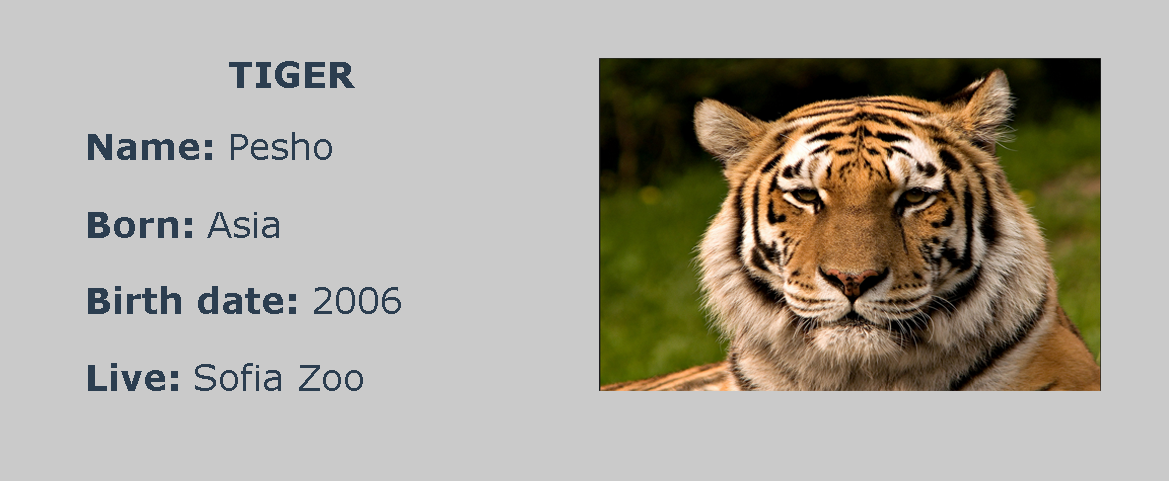 TIGER
Name: Pesho
Born: Asia
Birth date: 2006
Live: Sofia Zoo